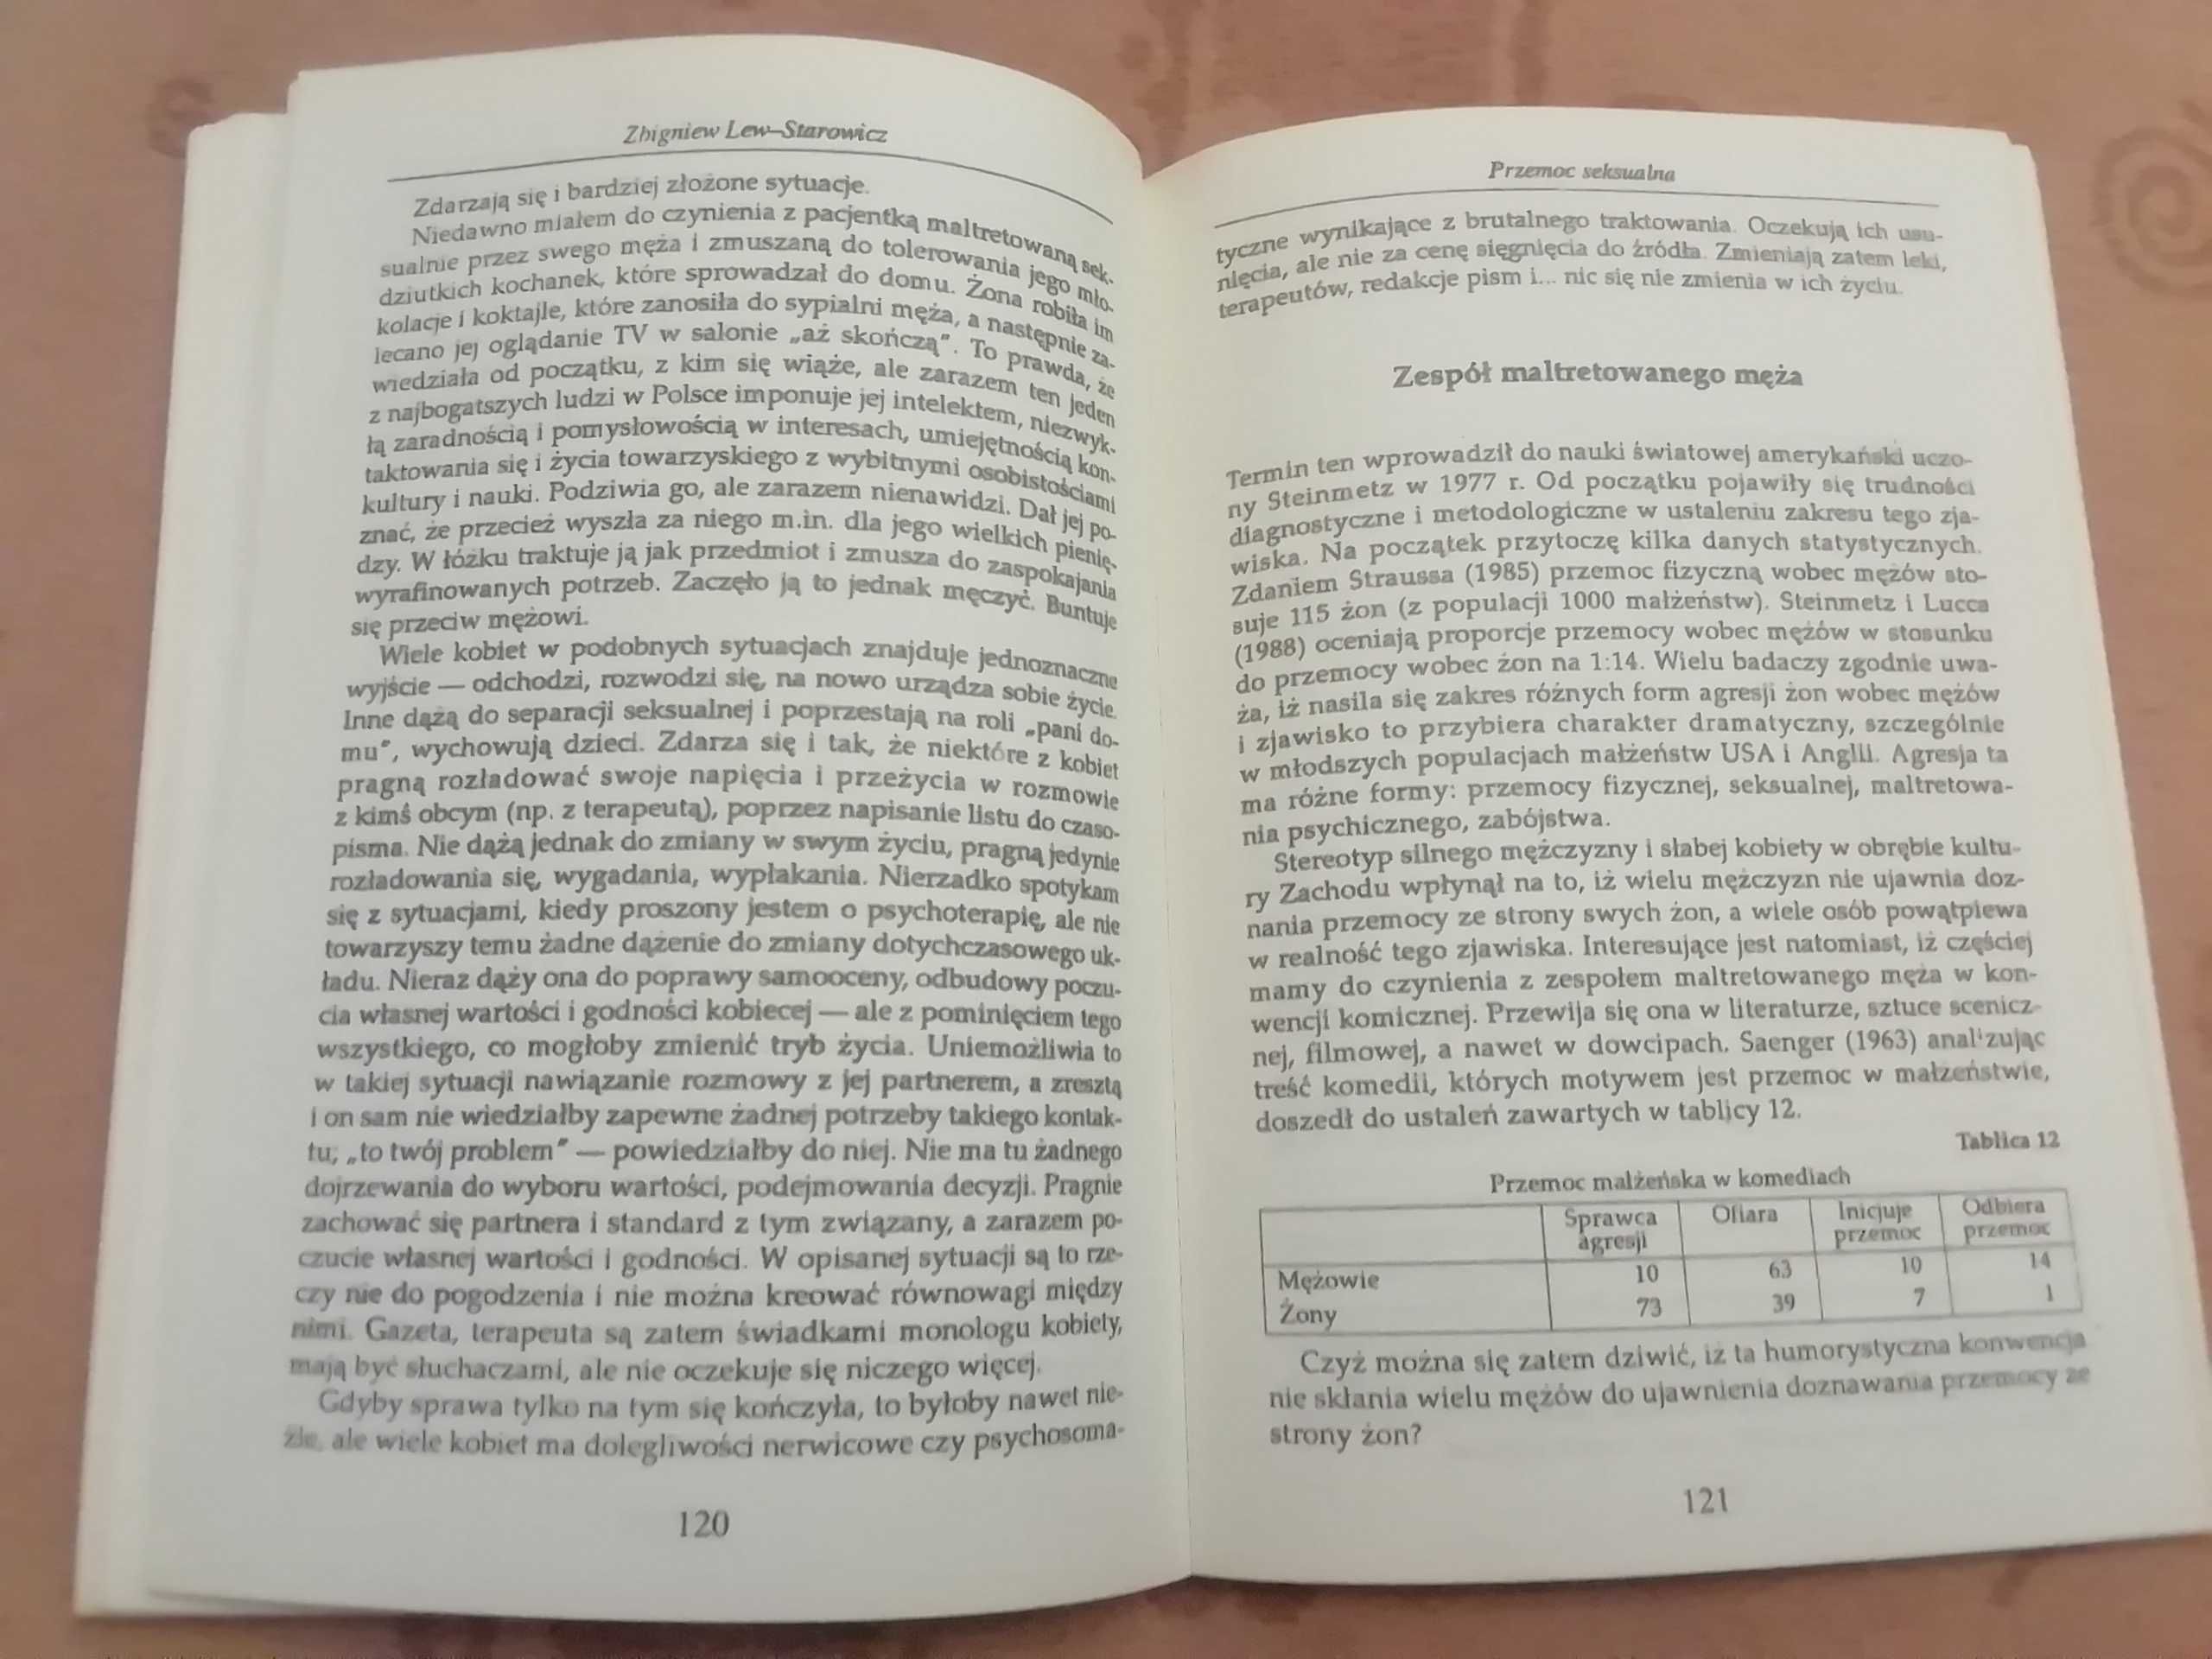 Zbigniew Lew–Starowicz
Zdarzają się i bardziej złożone sytuacje.
Niedawno miałem do czynienia z pacjentką maltretowaną sek-
sualnie przez swego męża i zmuszaną do tolerowania jego mło-
dziutkich kochanek, które sprowadzał do domu. Żona robiła im
kolacje i koktajle, które zanosiła do sypialni męża, a następnie za-
lecano jej oglądanie TV w salonie „aż skończą". To prawda, że
wiedziała od początku, z kim się wiąże, ale zarazem ten jeden
z najbogatszych ludzi w Polsce imponuje jej intelektem, niezwyk-
łą zaradnością i pomysłowością w interesach, umiejętnością kon-
taktowania się i życia towarzyskiego z wybitnymi osobistościami
kultury i nauki. Podziwia go, ale zarazem nienawidzi. Dał jej po-
znać, że przecież wyszła za niego m.in. dla jego wielkich pienię-
dzy. W łóżku traktuje ją jak przedmiot i zmusza do zaspokajania
wyrafinowanych potrzeb. Zaczęło ją to jednak męczyć. Buntuje
się przeciw mężowi.
Wiele kobiet w podobnych sytuacjach znajduje jednoznaczne
wyjście — odchodzi, rozwodzi się, na nowo urządza sobie życie.
Inne dążą do separacji seksualnej i poprzestają na roli „pani do-
mu", wychowują dzieci. Zdarza się i tak, że niektóre z kobiet
pragną rozładować swoje napięcia i przeżycia w rozmowie
z kimś obcym (np. z terapeutą), poprzez napisanie listu do czaso-
pisma. Nie dążą jednak do zmiany w swym życiu, pragną jedynie
rozładowania się, wygadania, wypłakania. Nierzadko spotykam
się z sytuacjami, kiedy proszony jestem o psychoterapię, ale nie
towarzyszy temu żadne dążenie do zmiany dotychczasowego uk-
ładu. Nieraz dąży ona do poprawy samooceny, odbudowy poczu-
cia własnej wartości i godności kobiecej — ale z pominięciem tego
wszystkiego, co mogłoby zmienić tryb życia. Uniemożliwia to
w takiej sytuacji nawiązanie rozmowy z jej partnerem, a zresztą
i on sam nie wiedziałby zapewne żadnej potrzeby takiego kontak-
tu; „to twój problem" — powiedziałby do niej. Nie ma tu żadnego
dojrzewania do wyboru wartości, podejmowania decyzji. Pragnie
zachować się partnera i standard z tym związany, a zarazem po-
czucie własnej wartości i godności. W opisanej sytuacji są to rze-
czy nie do pogodzenia i nie można kreować równowagi między
nimi. Gazeta, terapeuta są zatem świadkami monologu kobiety,
mają być słuchaczami, ale nie oczekuje się niczego więcej.
Gdyby sprawa tylko na tym się kończyła, to byłoby nawet nie-
źle, ale wiele kobiet ma dolegliwości nerwicowe czy psychosoma-
120
Przemoc seksualna
tyczne wynikające z brutalnego traktowania. Oczekują ich usu-
nięcia, ale nie za cenę sięgnięcia do źródła. Zmieniają zatem leki,
terapeutów, redakcje pism i... nic się nie zmienia w ich życiu.
Zespół maltretowanego męża
Termin ten wprowadził do nauki światowej amerykański uczo-
ny Steinmetz w 1977 r. Od początku pojawiły się trudności
diagnostyczne i metodologiczne w ustaleniu zakresu tego zja-
wiska. Na początek przytoczę kilka danych statystycznych.
Zdaniem Straussa (1985) przemoc fizyczną wobec mężów sto-
suje 115 żon (z populacji 1000 małżeństw). Steinmetz i Lucca
(1988) oceniają proporcje przemocy wobec mężów w stosunku
do przemocy wobec żon na 1:14. Wielu badaczy zgodnie uwa-
ża, iż nasila się zakres różnych form agresji żon wobec mężów
i zjawisko to przybiera charakter dramatyczny, szczególnie
w młodszych populacjach małżeństw USA i Anglii. Agresja ta
ma różne formy: przemocy fizycznej, seksualnej, maltretowa-
nia psychicznego, zabójstwa.
Stereotyp silnego mężczyzny i słabej kobiety w obrębie kultu-
ry Zachodu wpłynął na to, iż wielu mężczyzn nie ujawnia doz-
nania przemocy ze strony swych żon, a wiele osób powątpiewa
w realność tego zjawiska. Interesujące jest natomiast, iż częściej
mamy do czynienia z zespołem maltretowanego męża w kon-
wencji komicznej. Przewija się ona w literaturze, sztuce scenicz-
nej, filmowej, a nawet w dowcipach. Saenger (1963) analizując
treść komedii, których motywem jest przemoc w małżeństwie,
doszedł do ustaleń zawartych w tablicy 12.
Tablica 12
Przemoc małżeńska w komediach
Sprawca agresji Ofiara Inicjuje przemoc Odbiera przemoc
Mężowie 10 63 10 14
Żony 73 39 7 1
Czyż można się zatem dziwić, iż ta humorystyczna konwencja
nie skłania wielu mężów do ujawnienia doznawania przemocy ze
strony żon?
121